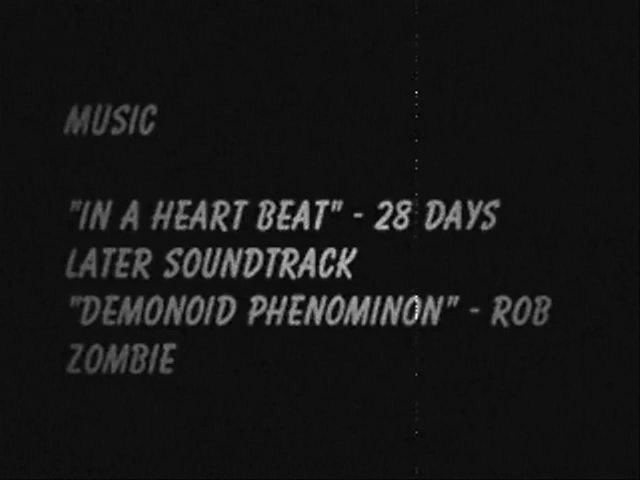 MUSIC
"IN A HEART BEAT" - 28 DAYS
LATER SOUNDTRACK
"DEMONOID PHENOMINON" - ROB
ZOMBIE